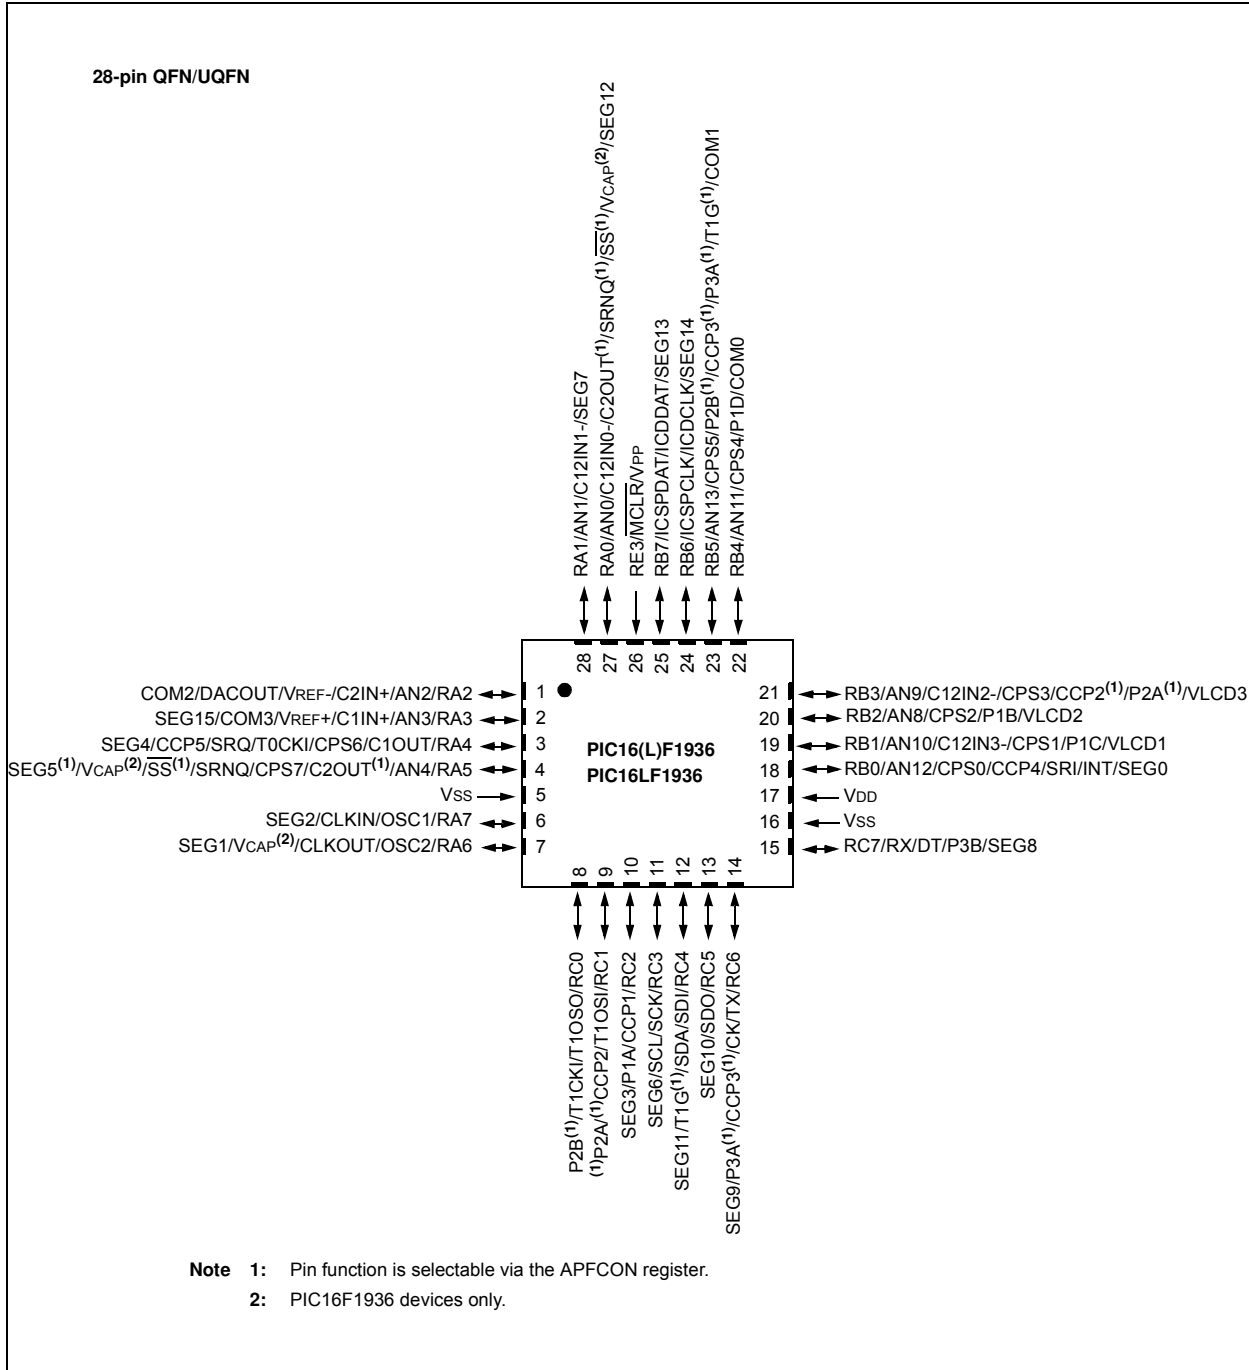 28-pin QFN/UQFN
RA1/AN1/C12IN1-/SEG7
RA0/AN0/C12IN0-/C2OUT(1)/SRNQ(1)/SS(1)/VCAP(2)/SEG12
RE3/MCLR/VPP
RB7/ICSPDAT/ICDDAT/SEG13
RB6/ICSPCLK/ICDCLK/SEG14
RB5/AN13/CPS5/P2B(1)/CCP3(1)/P3A(1)/T1G(1)/COM1
RB4/AN11/CPS4/P1D/COM0
28 27 26 25 24 23 22
COM2/DACOUT/VREF-/C2IN+/AN2/RA2 1
SEG15/COM3/VREF+/C1IN+/AN3/RA3 2
SEG4/CCP5/SRQ/T0CKI/CPS6/C1OUT/RA4 3
SEG5(1)/VCAP(2)/SS(1)/SRNQ/CPS7/C2OUT(1)/AN4/RA5 4
VSS 5
SEG2/CLKIN/OSC1/RA7 6
SEG1/VCAP(2)/CLKOUT/OSC2/RA6 7
PIC16(L)F1936
PIC16LF1936
21 RB3/AN9/C12IN2-/CPS3/CCP2(1)/P2A(1)/VLCD3
20 RB2/AN8/CPS2/P1B/VLCD2
19 RB1/AN10/C12IN3-/CPS1/P1C/VLCD1
18 RB0/AN12/CPS0/CCP4/SRI/INT/SEG0
17 VDD
16 VSS
15 RC7/RX/DT/P3B/SEG8
8 9 10 11 12 13 14
P2B(1)/T1CKI/T1OSO/RC0
(1)P2A/(1)CCP2/T1OSI/RC1
SEG3/P1A/CCP1/RC2
SEG6/SCL/SCK/RC3
SEG11/T1G(1)/SDA/SDI/RC4
SEG10/SDO/RC5
SEG9/P3A(1)/CCP3(1)/CK/TX/RC6
Note 1: Pin function is selectable via the APFCON register.
2: PIC16F1936 devices only.